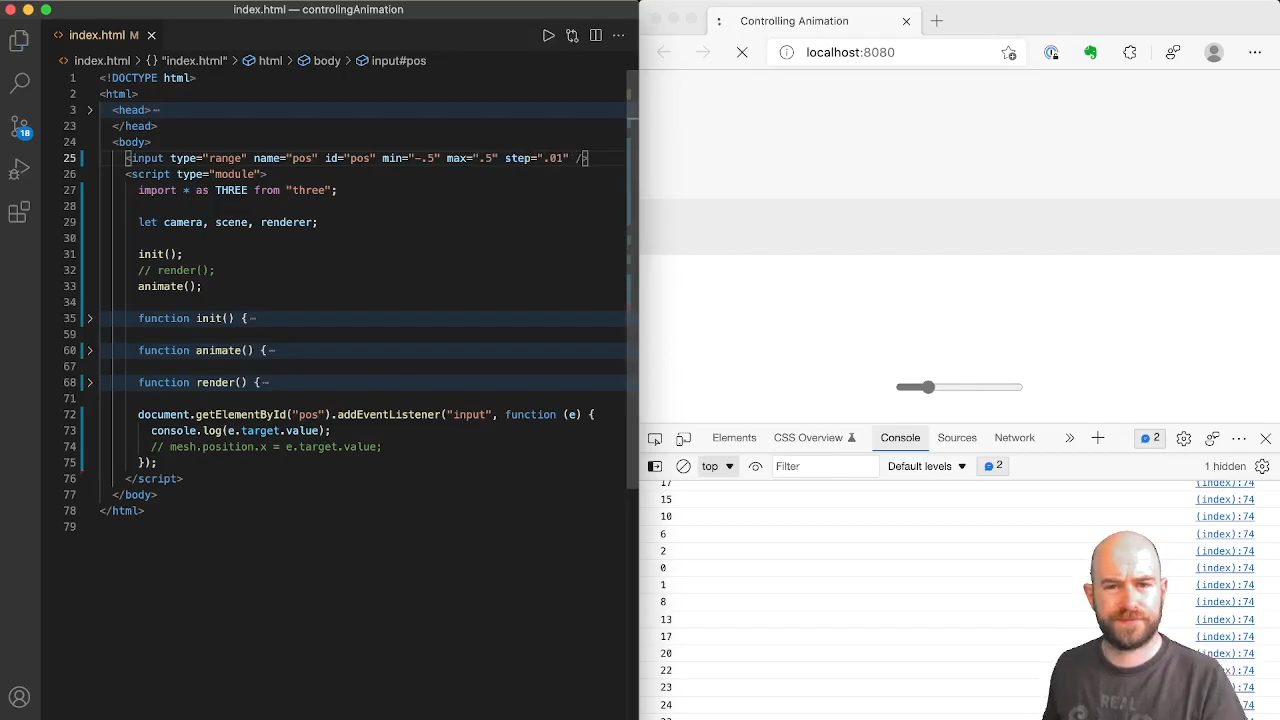 index.html — controlingAnimation
index.html M
index.html > {} "index.html" > html > body > input#pos
1 <!DOCTYPE html>
2 <html>
3 <head>⋯
23 </head>
24 <body>
25 <input type="range" name="pos" id="pos" min="-.5" max=".5" step=".01" />
26 <script type="module">
27 import * as THREE from "three";
28
29 let camera, scene, renderer;
30
31 init();
32 // render();
33 animate();
34
35 function init() {⋯
59
60 function animate() {⋯
67
68 function render() {⋯
71
72 document.getElementById("pos").addEventListener("input", function (e) {
73 console.log(e.target.value);
74 // mesh.position.x = e.target.value;
75 });
76 </script>
77 </body>
78 </html>
79
18
Controlling Animation
localhost:8080
Elements CSS Overview Console Sources Network 2
top Filter Default levels 2 1 hidden
17 (index):74
15 (index):74
10 (index):74
6 (index):74
2 (index):74
0 (index):74
1 (index):74
8 (index):74
13 (index):74
17 (index):74
20 (index):74
22 (index):74
23 (index):74
24 (index):74
REAL